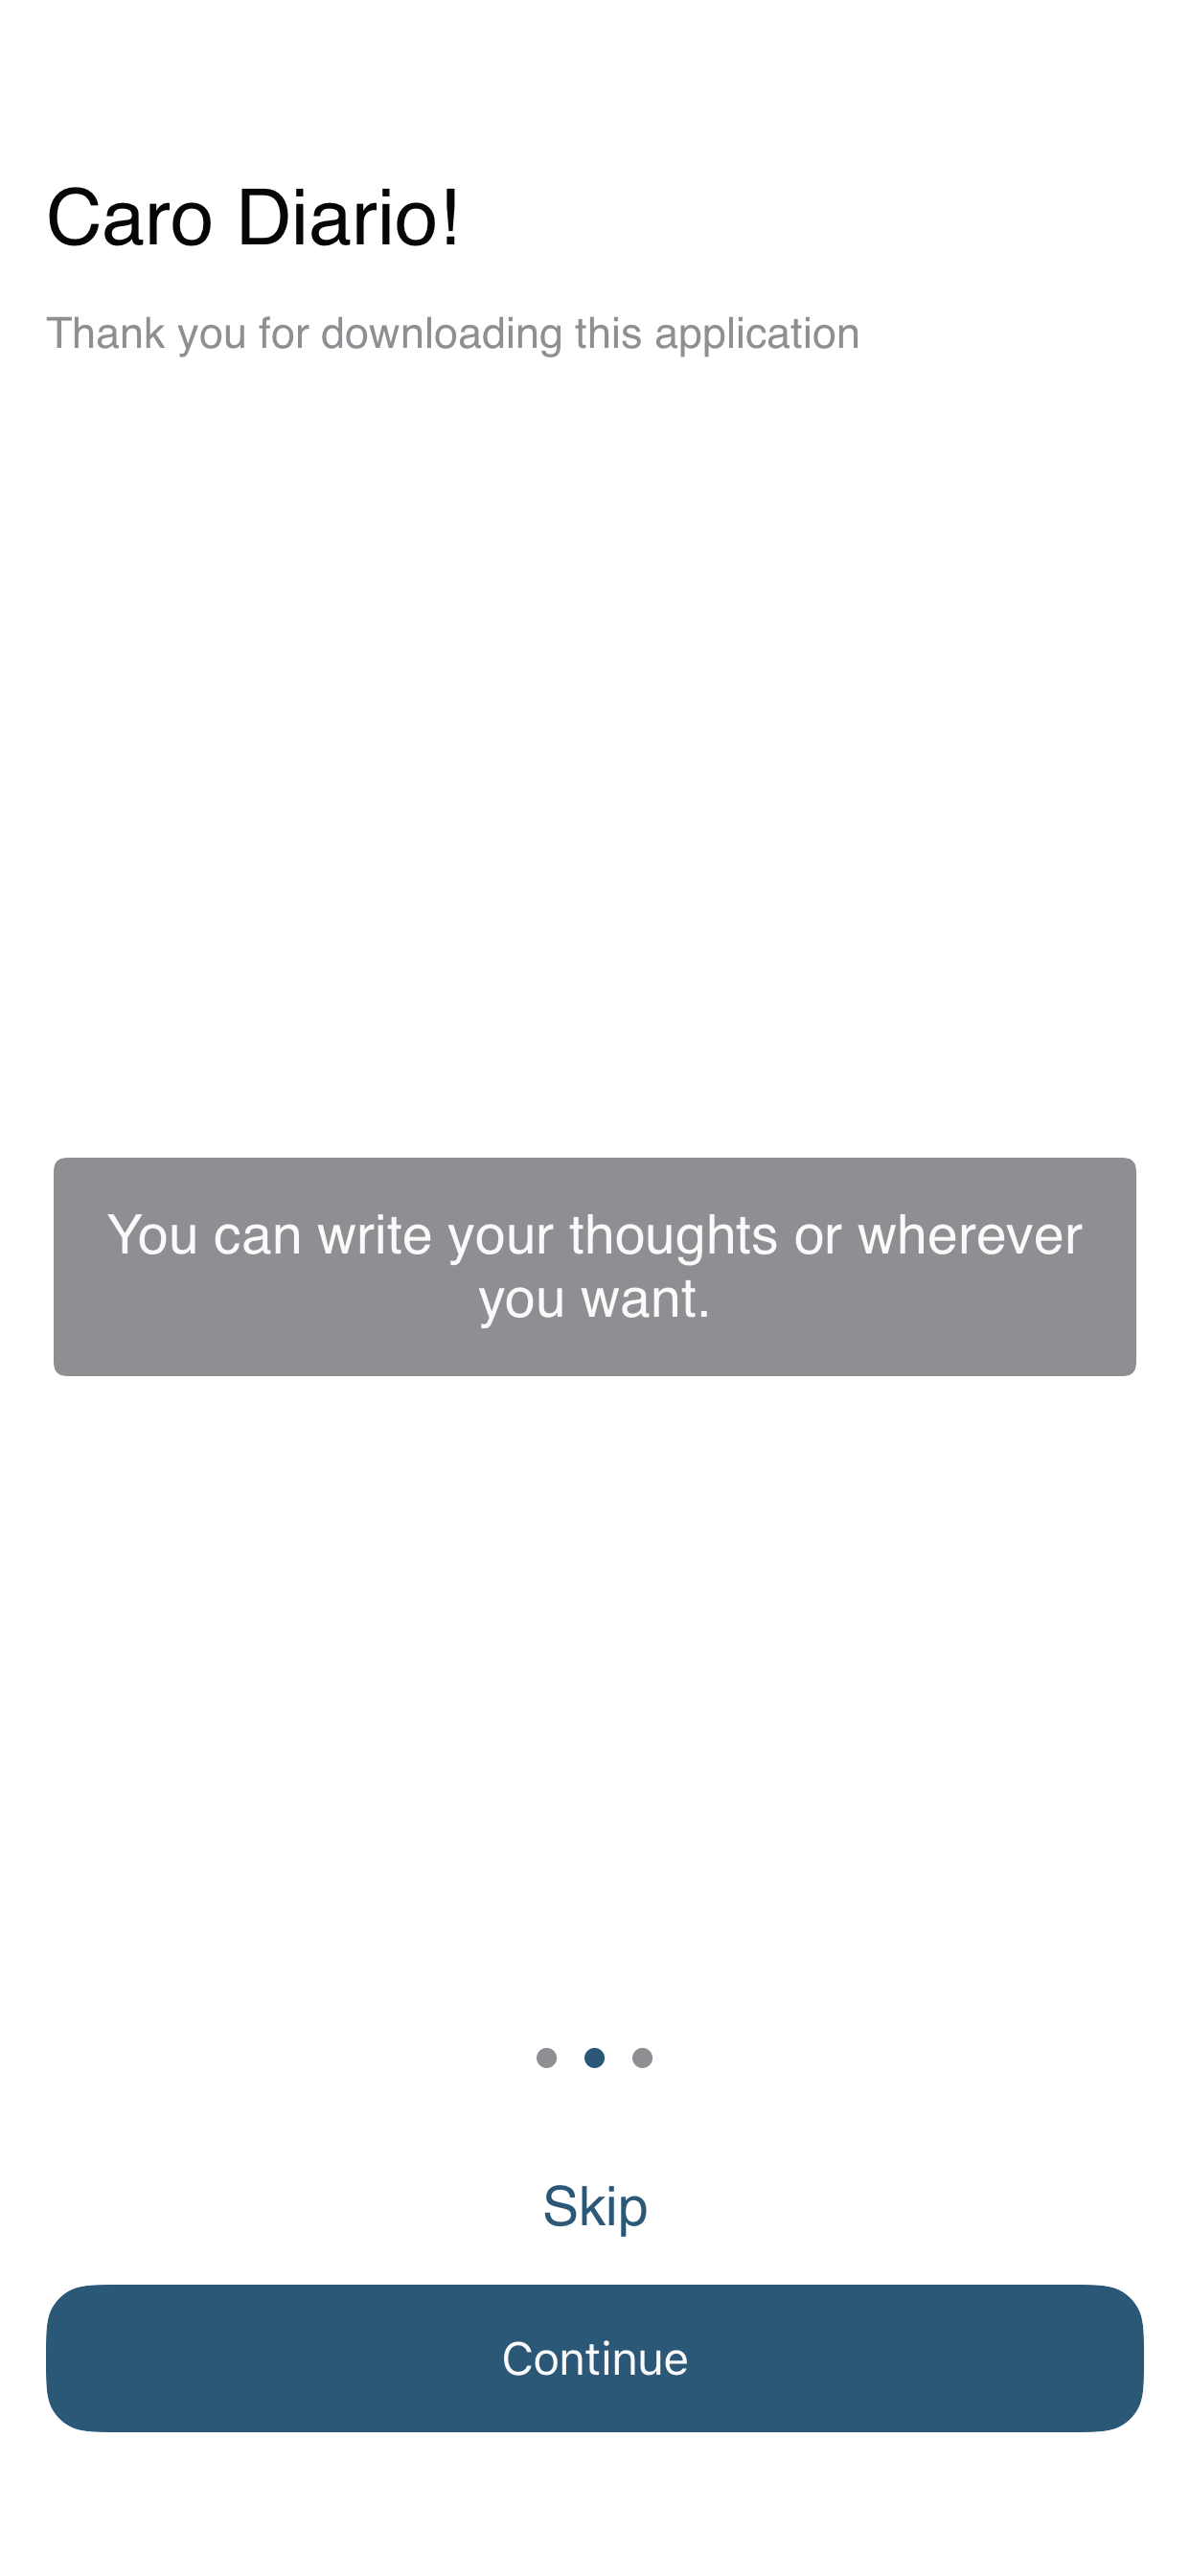 Caro Diario!
Thank you for downloading this application
You can write your thoughts or wherever
you want.
Skip
Continue